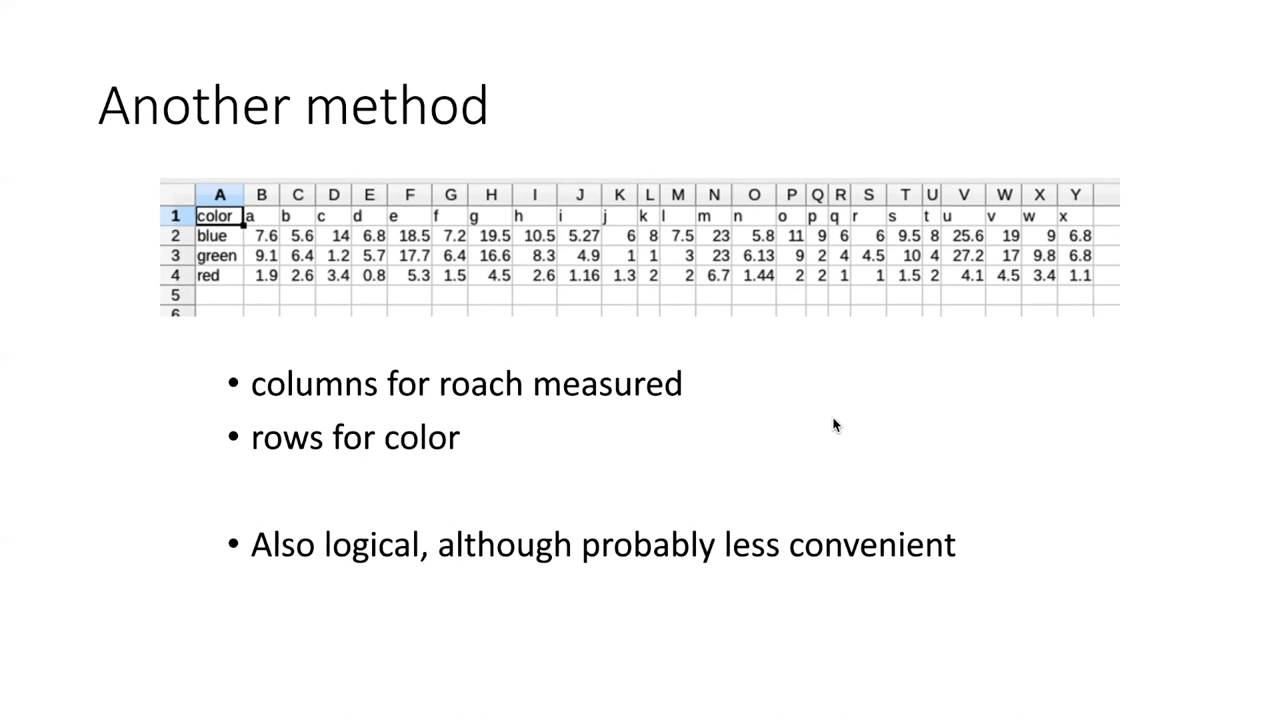 Another method
A B C D E F G H I J K L M N O P Q R S T U V W X Y
1 color a b c d e f g h i j k l m n o p q r s t u v w x
2 blue 7.6 5.6 14 6.8 18.5 7.2 19.5 10.5 5.27 6 8 7.5 23 5.8 11 9 6 6 9.5 8 25.6 19 9 6.8
3 green 9.1 6.4 1.2 5.7 17.7 6.4 16.6 8.3 4.9 1 1 3 23 6.13 9 2 4 4.5 10 4 27.2 17 9.8 6.8
4 red 1.9 2.6 3.4 0.8 5.3 1.5 4.5 2.6 1.16 1.3 2 2 6.7 1.44 2 2 1 1 1.5 2 4.1 4.5 3.4 1.1
5
6
• columns for roach measured
• rows for color
• Also logical, although probably less convenient